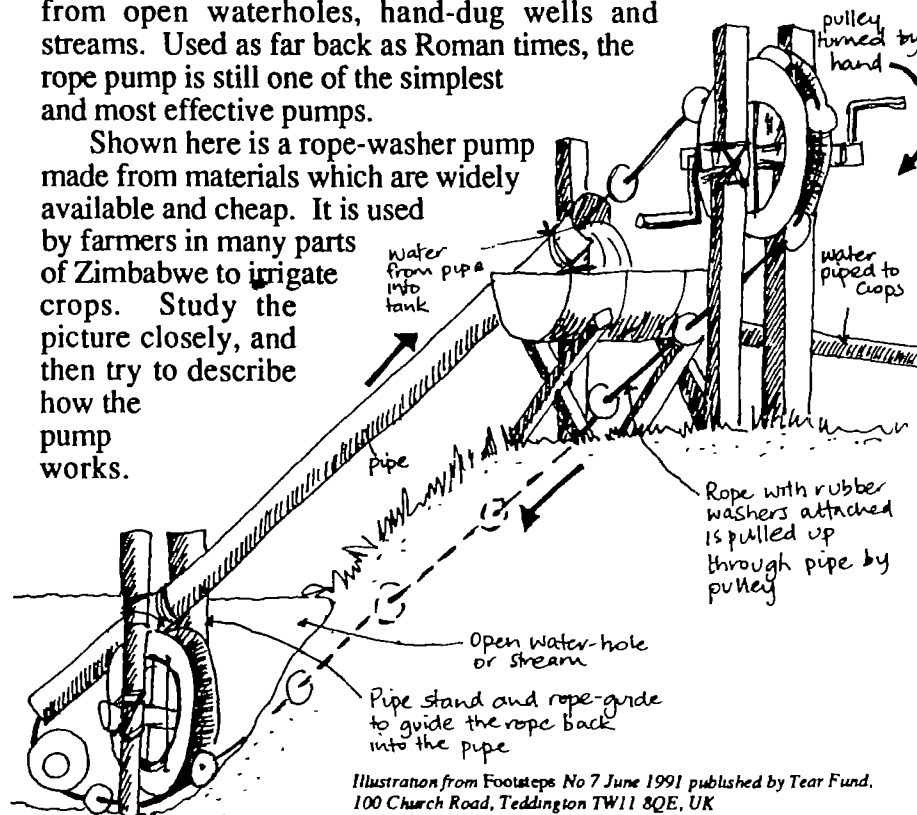 from open waterholes, hand-dug wells and
streams. Used as far back as Roman times, the
rope pump is still one of the simplest
and most effective pumps.
Shown here is a rope-washer pump
made from materials which are widely
available and cheap. It is used
by farmers in many parts
of Zimbabwe to irrigate
crops. Study the
picture closely, and
then try to describe
how the
pump
works.
pulley
turned by
hand
water
from pipe
into
tank
water
piped to
crops
pipe
Rope with rubber
washers attached
is pulled up
through pipe by
pulley
Open water-hole
or stream
Pipe stand and rope-guide
to guide the rope back
into the pipe
Illustration from Footsteps No 7 June 1991 published by Tear Fund,
100 Church Road, Teddington TW11 8QE, UK